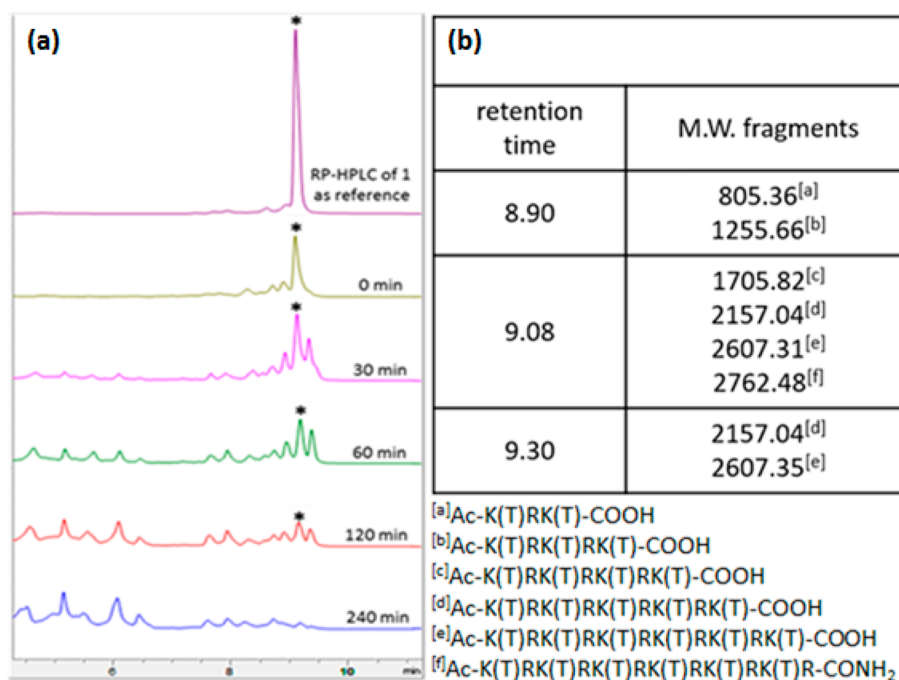 (a)
*
RP-HPLC of 1
as reference
*
0 min
*
30 min
*
60 min
*
120 min
240 min
6
8
10
min
(b)
retention
time
M.W. fragments
8.90
805.36[a]
1255.66[b]
9.08
1705.82[c]
2157.04[d]
2607.31[e]
2762.48[f]
9.30
2157.04[d]
2607.35[e]
[a]Ac-K(T)RK(T)-COOH
[b]Ac-K(T)RK(T)RK(T)-COOH
[c]Ac-K(T)RK(T)RK(T)RK(T)-COOH
[d]Ac-K(T)RK(T)RK(T)RK(T)RK(T)-COOH
[e]Ac-K(T)RK(T)RK(T)RK(T)RK(T)RK(T)-COOH
[f]Ac-K(T)RK(T)RK(T)RK(T)RK(T)RK(T)R-CONH2